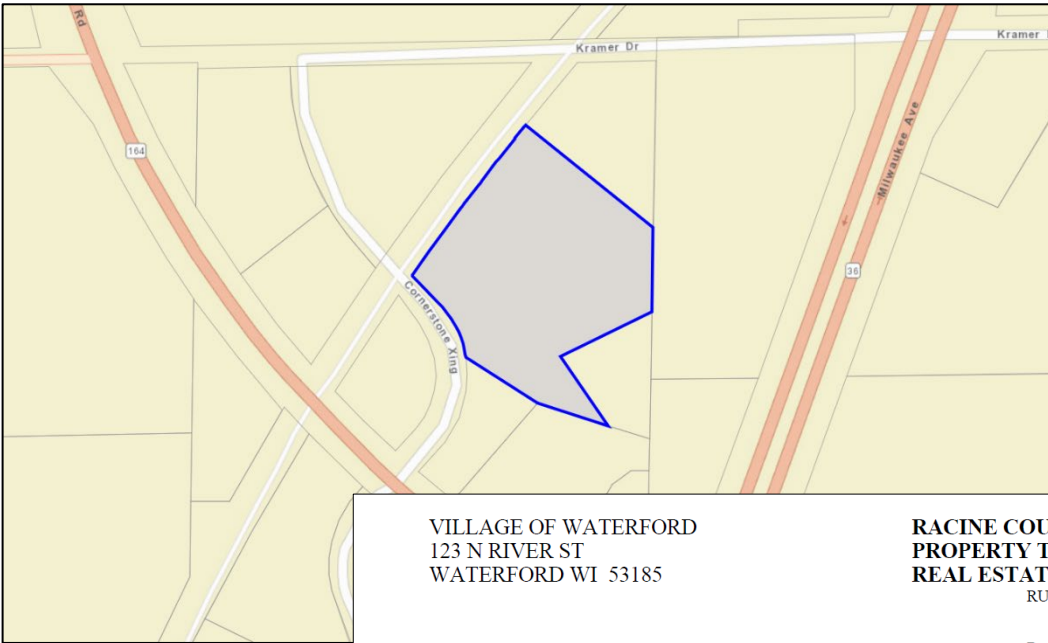 Rd
Kramer Dr
Kramer
164
Milwaukee Ave
36
Cornerstone Xing
VILLAGE OF WATERFORD
123 N RIVER ST
WATERFORD WI 53185
RACINE COU
PROPERTY T
REAL ESTAT
RU